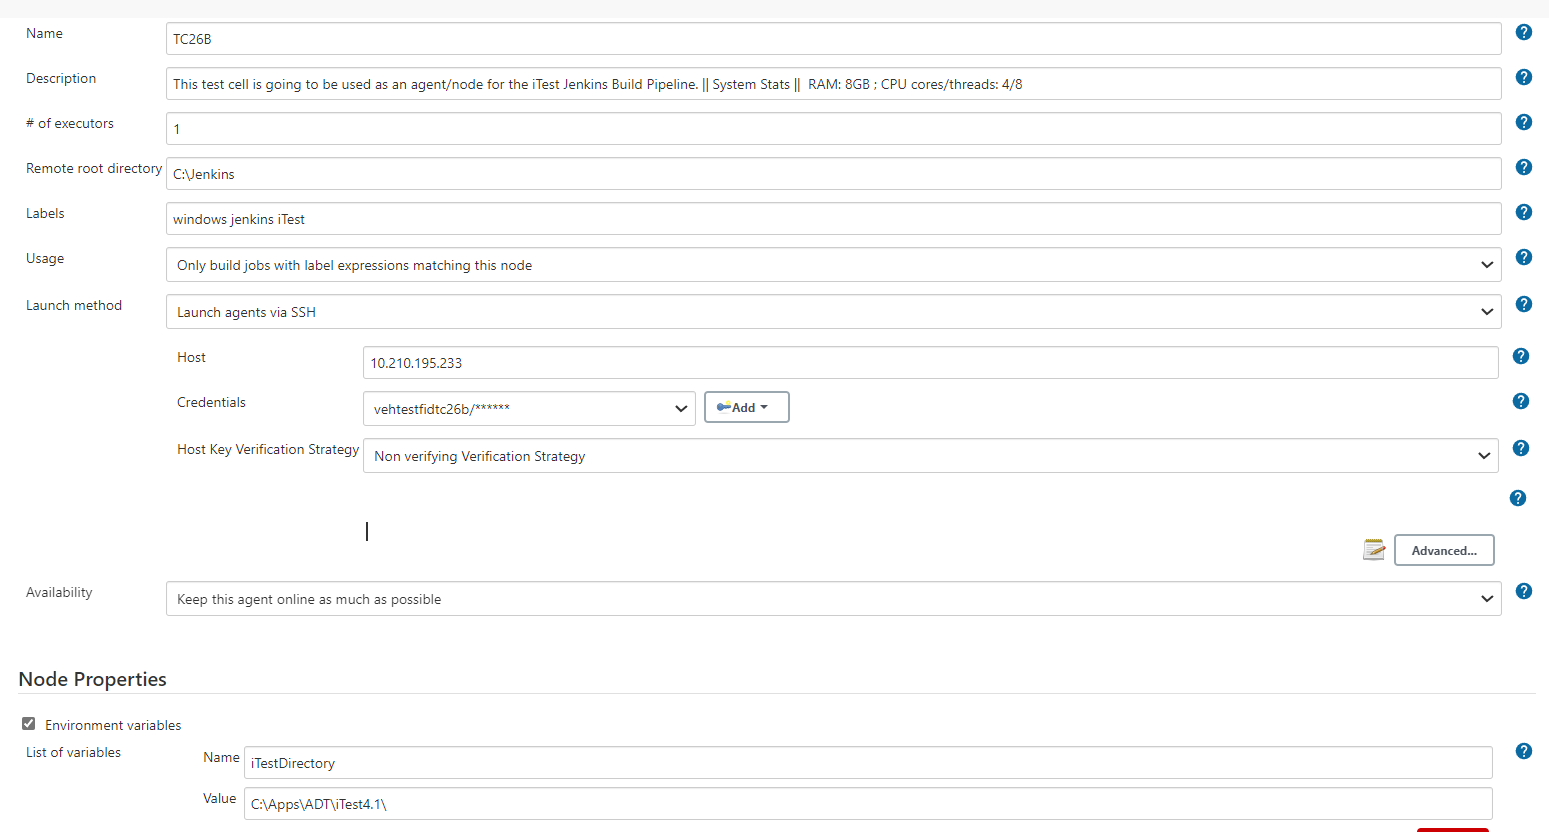 Name
TC26B
Description
This test cell is going to be used as an agent/node for the iTest Jenkins Build Pipeline. || System Stats ||  RAM: 8GB ; CPU cores/threads: 4/8
# of executors
1
Remote root directory
C:\Jenkins
Labels
windows jenkins iTest
Usage
Only build jobs with label expressions matching this node
Launch method
Launch agents via SSH
Host
10.210.195.233
Credentials
vehtestfidtc26b/******
Add
Host Key Verification Strategy
Non verifying Verification Strategy
Advanced...
Availability
Keep this agent online as much as possible
Node Properties
Environment variables
List of variables
Name
iTestDirectory
Value
C:\Apps\ADT\iTest4.1\